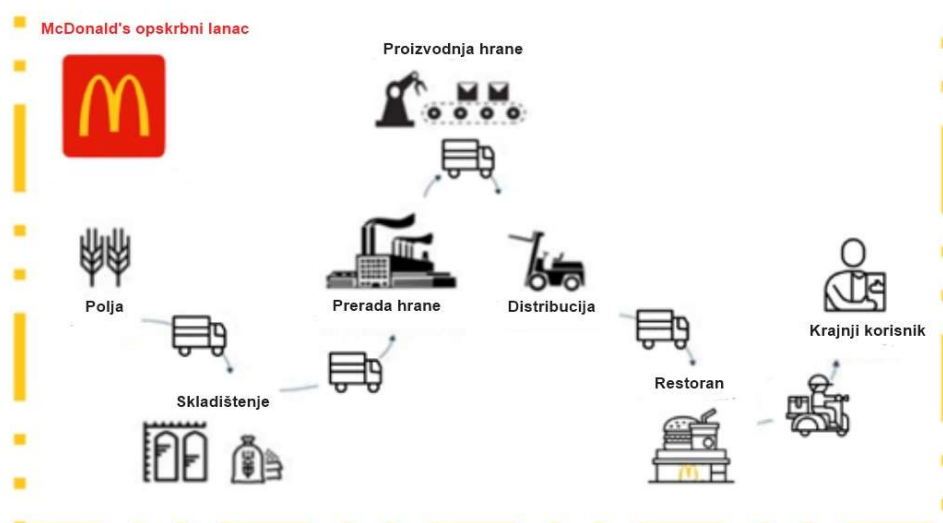 McDonald's opskrbni lanac
Proizvodnja hrane
Polja
Prerada hrane
Distribucija
Krajnji korisnik
Skladištenje
Restoran